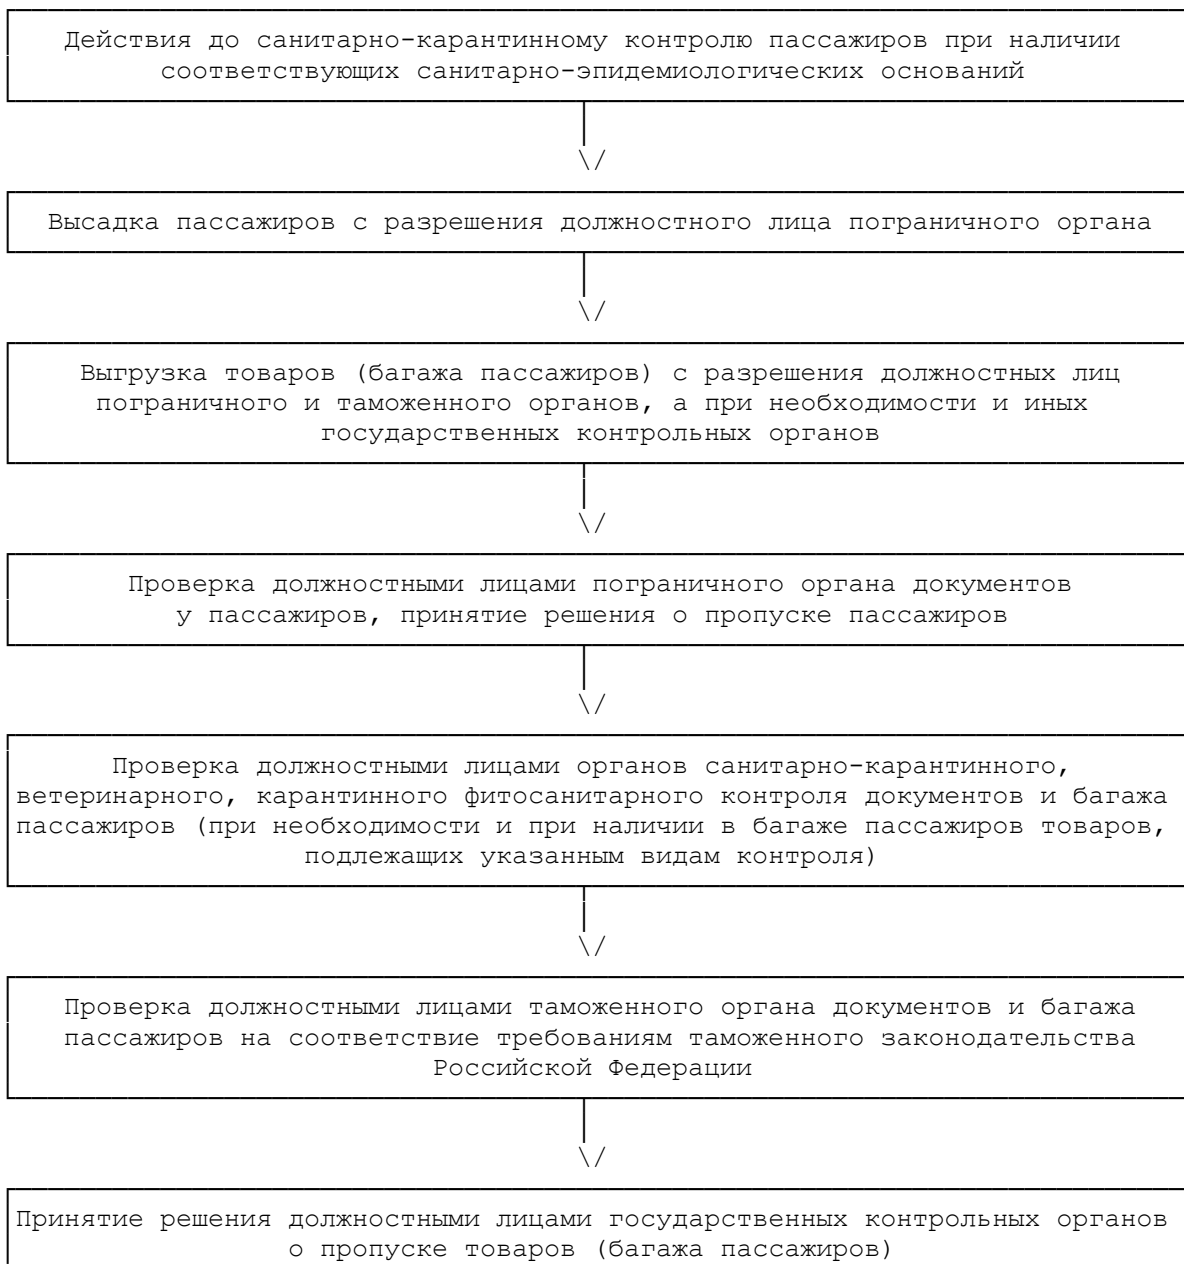 Действия до санитарно-карантинному контролю пассажиров при наличии
соответствующих санитарно-эпидемиологических оснований
\/
Высадка пассажиров с разрешения должностного лица пограничного органа
\/
Выгрузка товаров (багажа пассажиров) с разрешения должностных лиц
пограничного и таможенного органов, а при необходимости и иных
государственных контрольных органов
\/
Проверка должностными лицами пограничного органа документов
у пассажиров, принятие решения о пропуске пассажиров
\/
Проверка должностными лицами органов санитарно-карантинного,
ветеринарного, карантинного фитосанитарного контроля документов и багажа
пассажиров (при необходимости и при наличии в багаже пассажиров товаров,
подлежащих указанным видам контроля)
\/
Проверка должностными лицами таможенного органа документов и багажа
пассажиров на соответствие требованиям таможенного законодательства
Российской Федерации
\/
Принятие решения должностными лицами государственных контрольных органов
о пропуске товаров (багажа пассажиров)